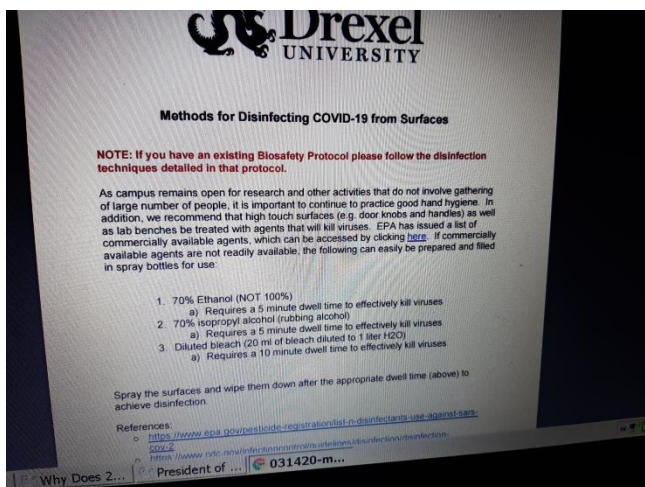 Drexel
UNIVERSITY
Methods for Disinfecting COVID-19 from Surfaces
NOTE: If you have an existing Biosafety Protocol please follow the disinfection
techniques detailed in that protocol.
As campus remains open for research and other activities that do not involve gathering
of large number of people, it is important to continue to practice good hand hygiene. In
addition, we recommend that high touch surfaces (e.g. door knobs and handles) as well
as lab benches be treated with agents that will kill viruses. EPA has issued a list of
commercially available agents, which can be accessed by clicking here. If commercially
available agents are not readily available, the following can easily be prepared and filled
in spray bottles for use:
1. 70% Ethanol (NOT 100%)
a) Requires a 5 minute dwell time to effectively kill viruses
2. 70% isopropyl alcohol (rubbing alcohol)
a) Requires a 5 minute dwell time to effectively kill viruses
3. Diluted bleach (20 ml of bleach diluted to 1 liter H2O)
a) Requires a 10 minute dwell time to effectively kill viruses
Spray the surfaces and wipe them down after the appropriate dwell time (above) to
achieve disinfection.
References:
o https://www.epa.gov/pesticide-registration/list-n-disinfectants-use-against-sars-
cov-2
o https://www.cdc.gov/infectioncontrol/guidelines/disinfection/disinfection-
Why Does 2... President of ... 031420-m...